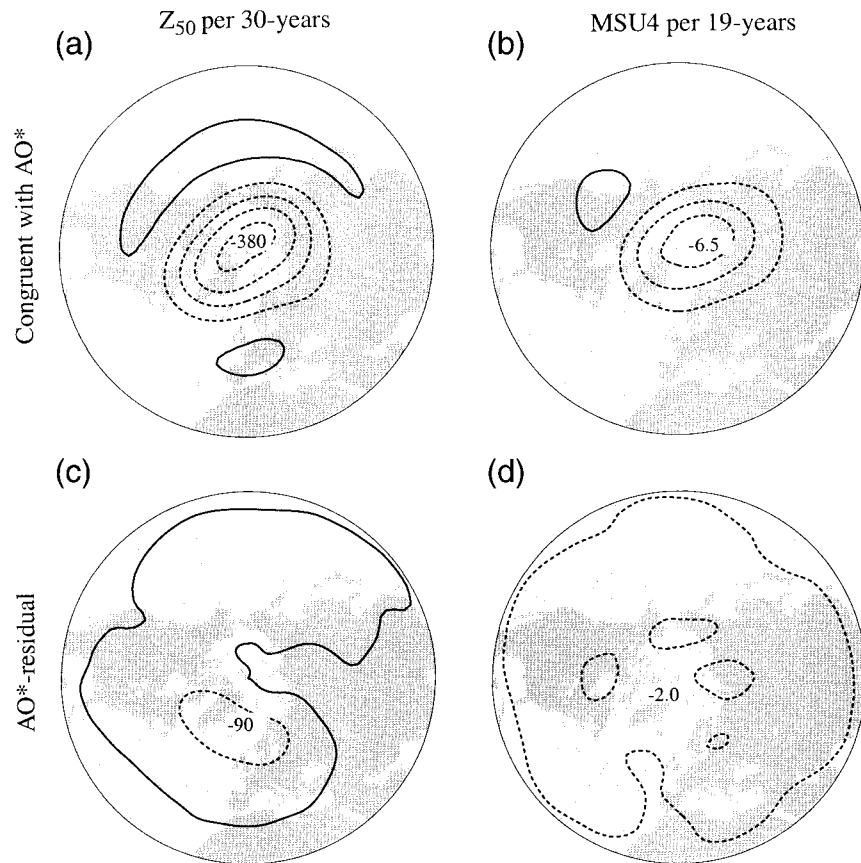 Z₅₀ per 30-years
MSU4 per 19-years
(a)
(b)
Congruent with AO*
-380
-6.5
(c)
(d)
AO*-residual
-90
-2.0